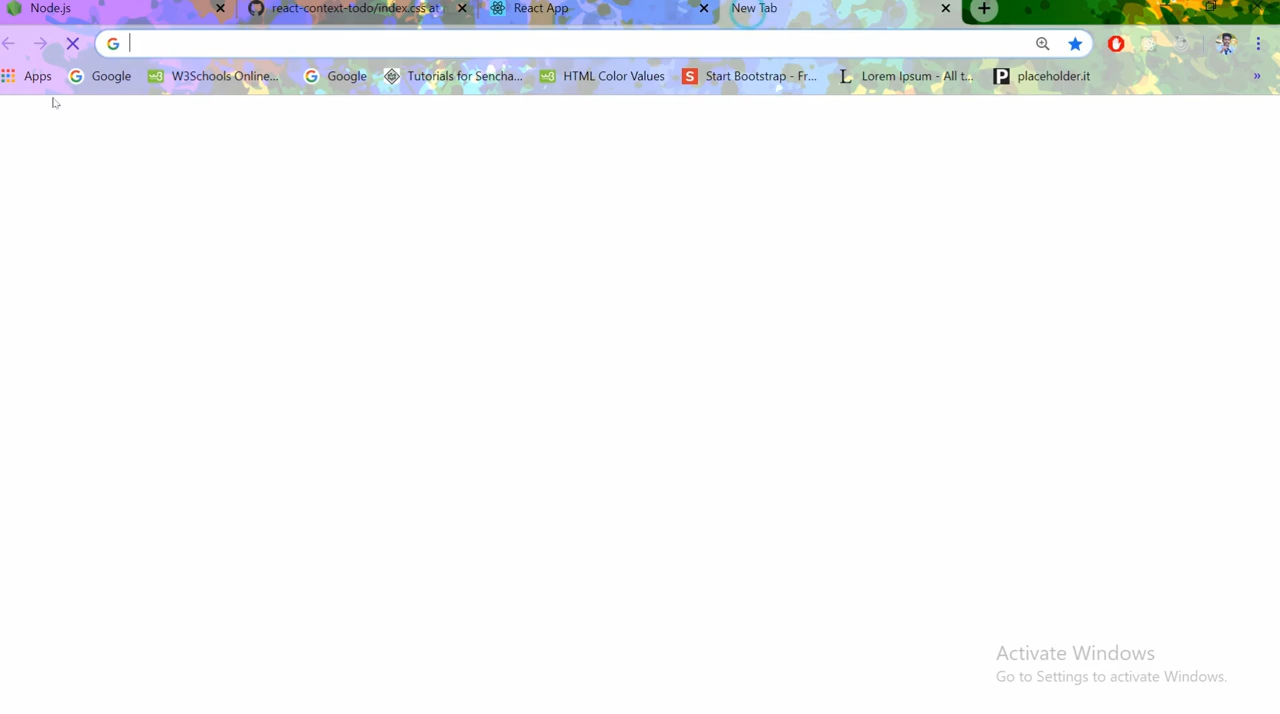 Node.js react-context-todo/index.css at React App New Tab
Apps Google W3Schools Online... Google Tutorials for Sencha... HTML Color Values Start Bootstrap - Fr... Lorem Ipsum - All t... placeholder.it »
Activate Windows
Go to Settings to activate Windows.